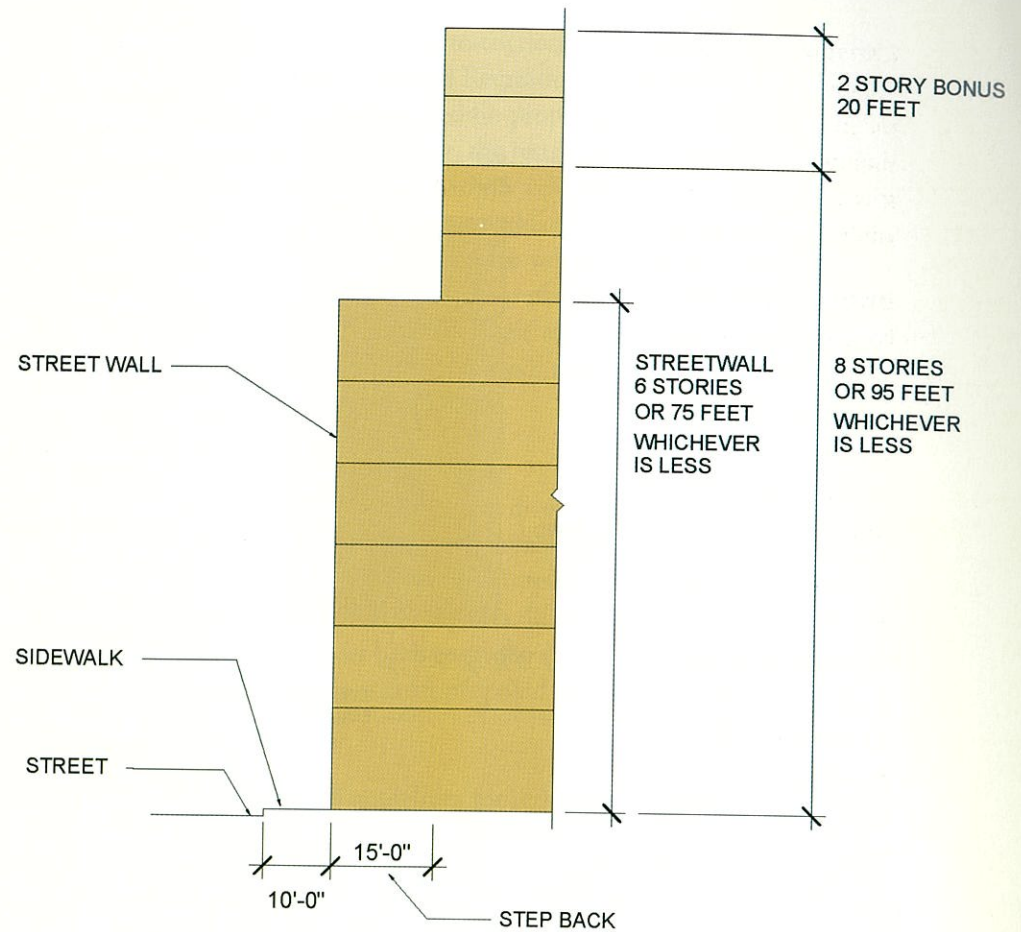 2 STORY BONUS
20 FEET
STREET WALL
STREETWALL
6 STORIES
OR 75 FEET
WHICHEVER
IS LESS
8 STORIES
OR 95 FEET
WHICHEVER
IS LESS
SIDEWALK
STREET
15'-0"
10'-0"
STEP BACK